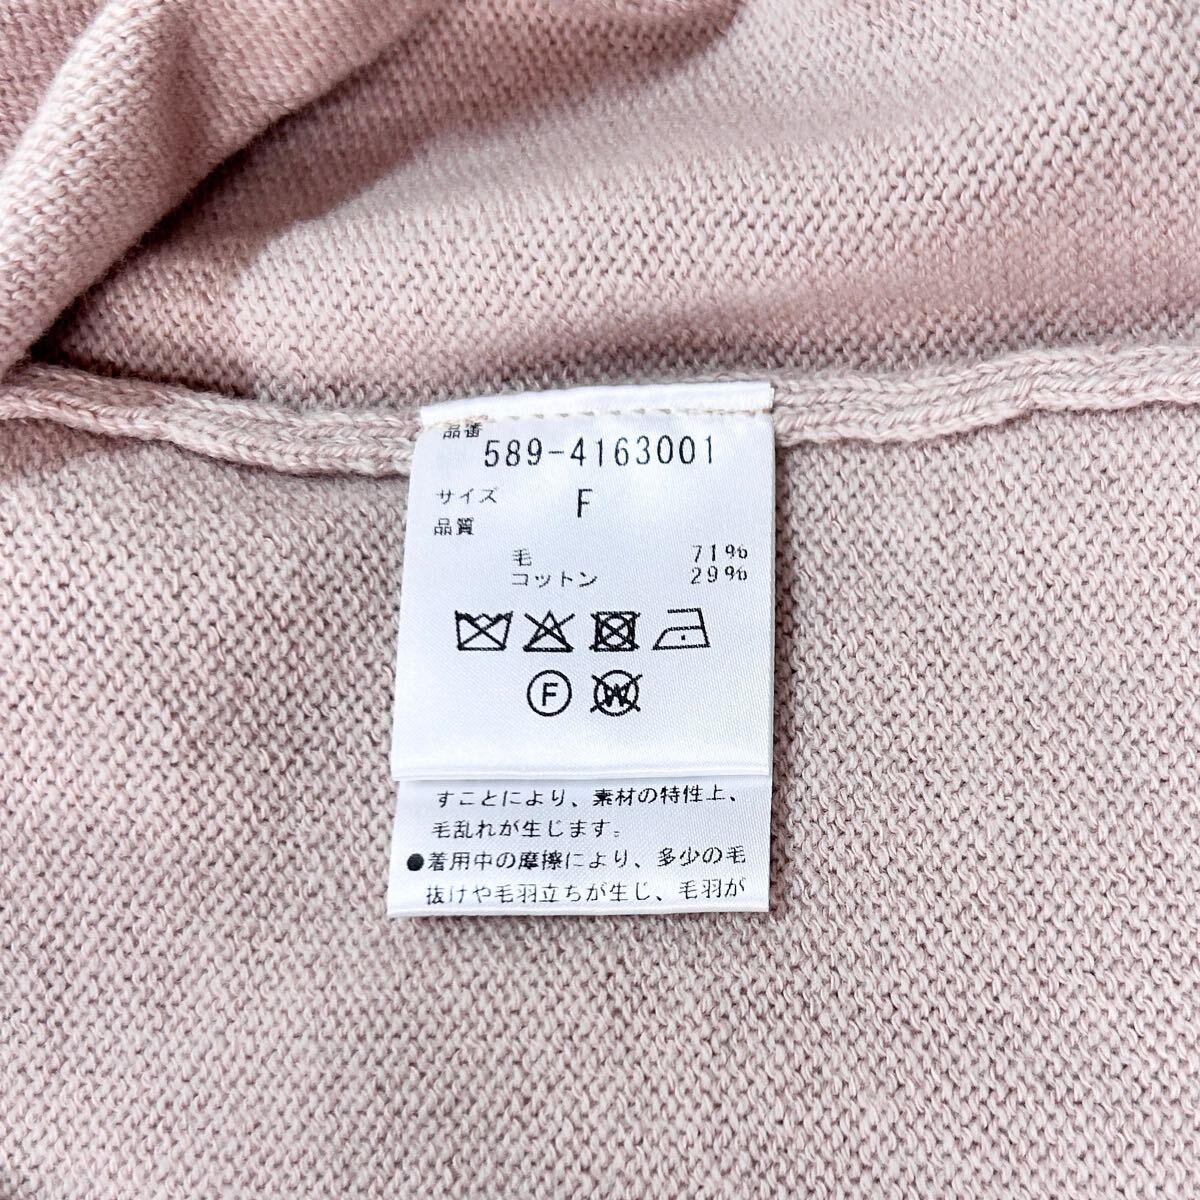 品番
589-4163001
サイズ F
品質
毛 71%
コットン 29%
F
W
すことにより、素材の特性上、
毛乱れが生じます。
●着用中の摩擦により、多少の毛
抜けや毛羽立ちが生じ、毛羽が